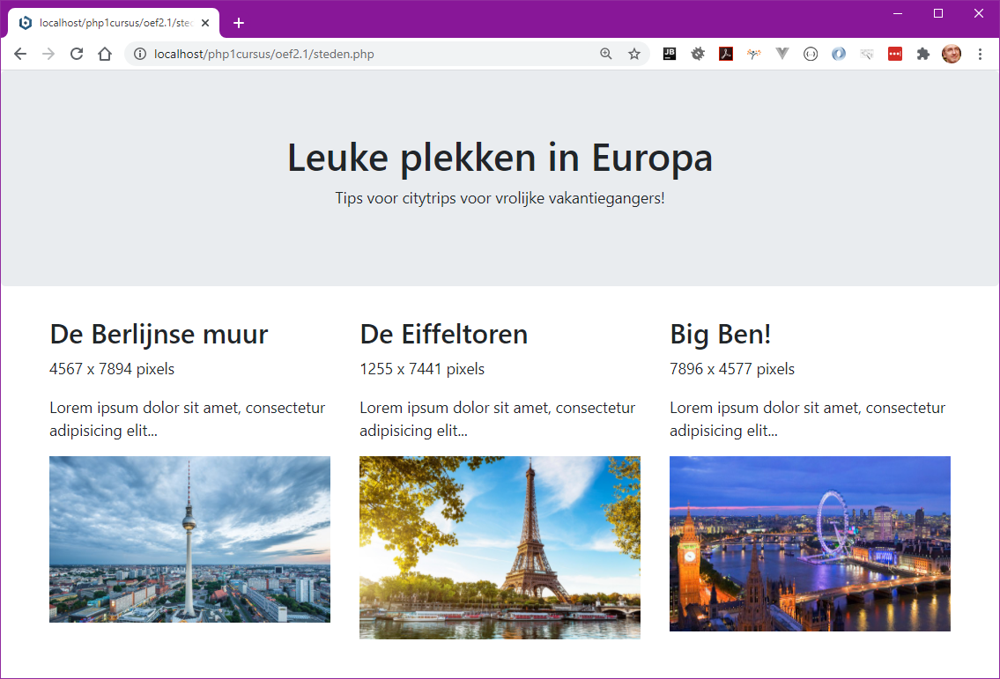 localhost/php1cursus/oef2.1/sted
localhost/php1cursus/oef2.1/steden.php
JB
Leuke plekken in Europa
Tips voor citytrips voor vrolijke vakantiegangers!
De Berlijnse muur
4567 x 7894 pixels
Lorem ipsum dolor sit amet, consectetur
adipisicing elit...
De Eiffeltoren
1255 x 7441 pixels
Lorem ipsum dolor sit amet, consectetur
adipisicing elit...
Big Ben!
7896 x 4577 pixels
Lorem ipsum dolor sit amet, consectetur
adipisicing elit...